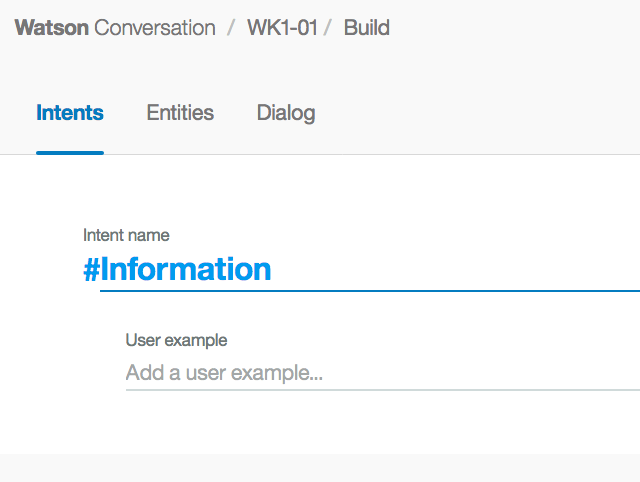 Watson Conversation / WK1-01 / Build
Intents Entities Dialog
Intent name
#Information
User example
Add a user example...